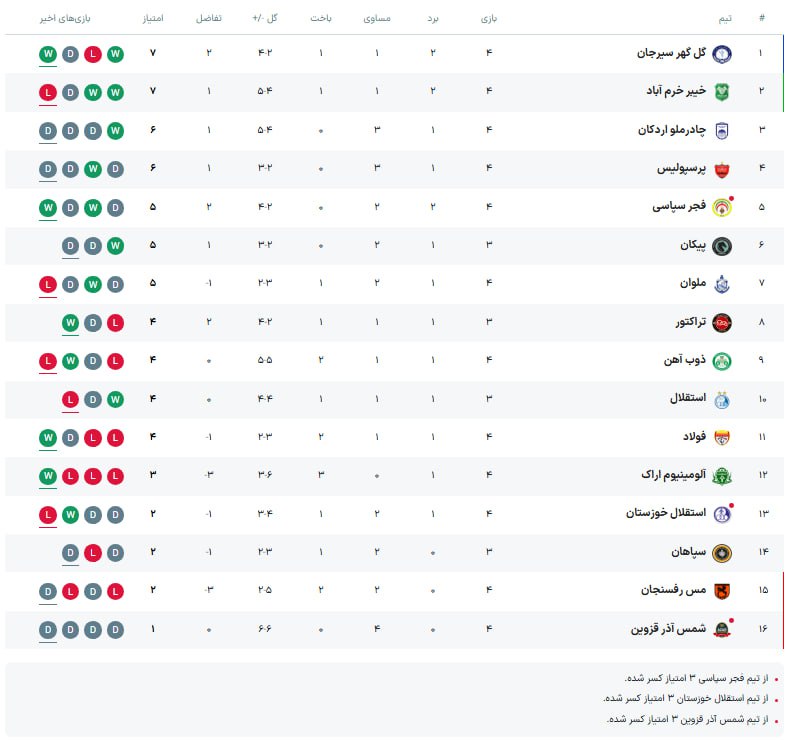 # تیم بازی برد مساوی باخت گل -/+ تفاضل امتیاز بازی‌های اخیر
۱ گل گهر سیرجان ۴ ۲ ۱ ۱ ۴-۲ ۲ ۷ W L D W
۲ خیبر خرم آباد ۴ ۲ ۱ ۱ ۵-۴ ۱ ۷ W W D L
۳ چادرملو اردکان ۴ ۱ ۳ ۰ ۵-۴ ۱ ۶ W D D D
۴ پرسپولیس ۴ ۱ ۳ ۰ ۳-۲ ۱ ۶ D W D D
۵ فجر سپاسی ۴ ۲ ۲ ۰ ۴-۲ ۲ ۵ D W D W
۶ پیکان ۳ ۱ ۲ ۰ ۳-۲ ۱ ۵ W D D
۷ ملوان ۴ ۱ ۲ ۱ ۲-۳ -۱ ۵ D W D L
۸ تراکتور ۳ ۱ ۱ ۱ ۴-۲ ۲ ۴ L D W
۹ ذوب آهن ۴ ۱ ۱ ۲ ۵-۵ ۰ ۴ L D W L
۱۰ استقلال ۳ ۱ ۱ ۱ ۴-۴ ۰ ۴ W D L
۱۱ فولاد ۴ ۱ ۱ ۲ ۲-۳ -۱ ۴ L L D W
۱۲ آلومینیوم اراک ۴ ۱ ۰ ۳ ۳-۶ -۳ ۳ L L L W
۱۳ استقلال خوزستان ۴ ۱ ۲ ۱ ۳-۴ -۱ ۲ D D W L
۱۴ سپاهان ۳ ۰ ۲ ۱ ۲-۳ -۱ ۲ D L D
۱۵ مس رفسنجان ۴ ۰ ۲ ۲ ۲-۵ -۳ ۲ L D L D
۱۶ شمس آذر قزوین ۴ ۰ ۴ ۰ ۶-۶ ۰ ۱ D D D D
از تیم فجر سپاسی ۳ امتیاز کسر شده.
از تیم استقلال خوزستان ۳ امتیاز کسر شده.
از تیم شمس آذر قزوین ۳ امتیاز کسر شده.